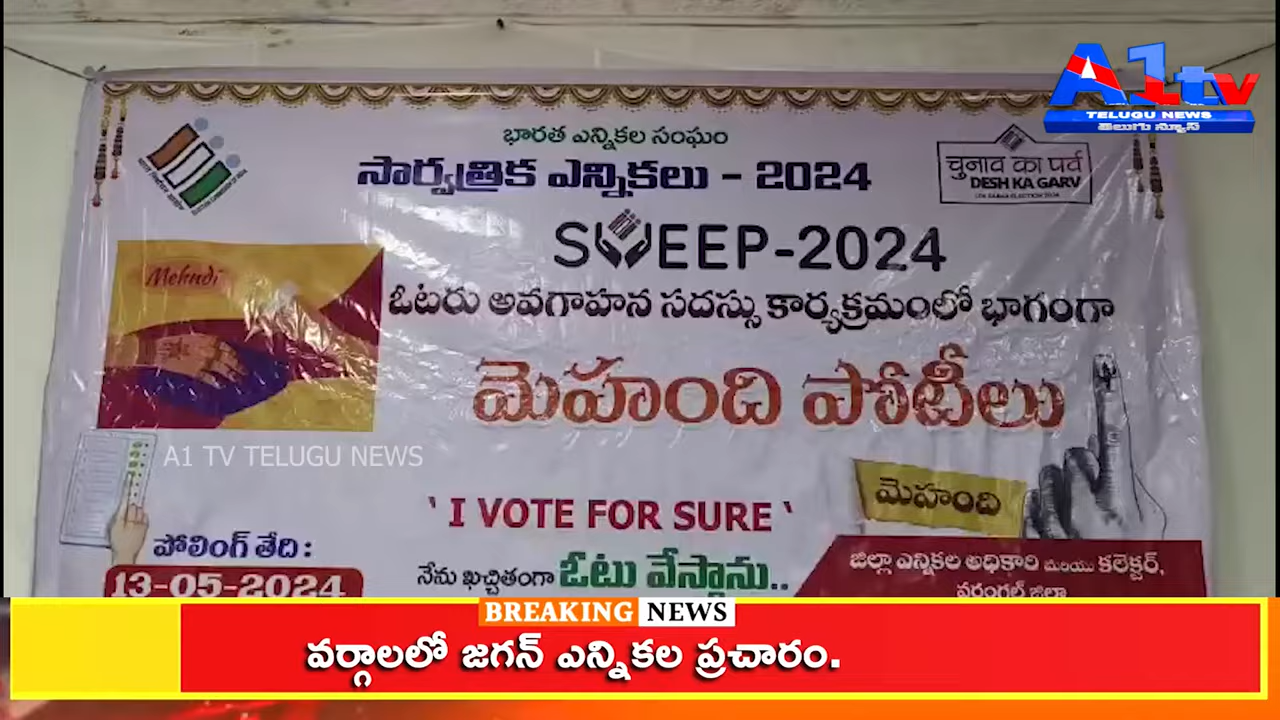 A1tv
TELUGU NEWS
తెలుగు న్యూస్
భారత ఎన్నికల సంఘం
సార్వత్రిక ఎన్నికలు - 2024
चुनाव का पर्व
DESH KA GARV
SWEEP-2024
Mehndi
ఓటరు అవగాహన సదస్సు కార్యక్రమంలో భాగంగా
మెహంది పోటీలు
A1 TV TELUGU NEWS
మెహంది
' I VOTE FOR SURE '
పోలింగ్ తేది :
13-05-2024
నేను ఖచ్చితంగా ఓటు వేస్తాను..
జిల్లా ఎన్నికల అధికారి మరియు కలెక్టర్,
వరంగల్ జిల్లా
BREAKING NEWS
వర్గాలలో జగన్ ఎన్నికల ప్రచారం.